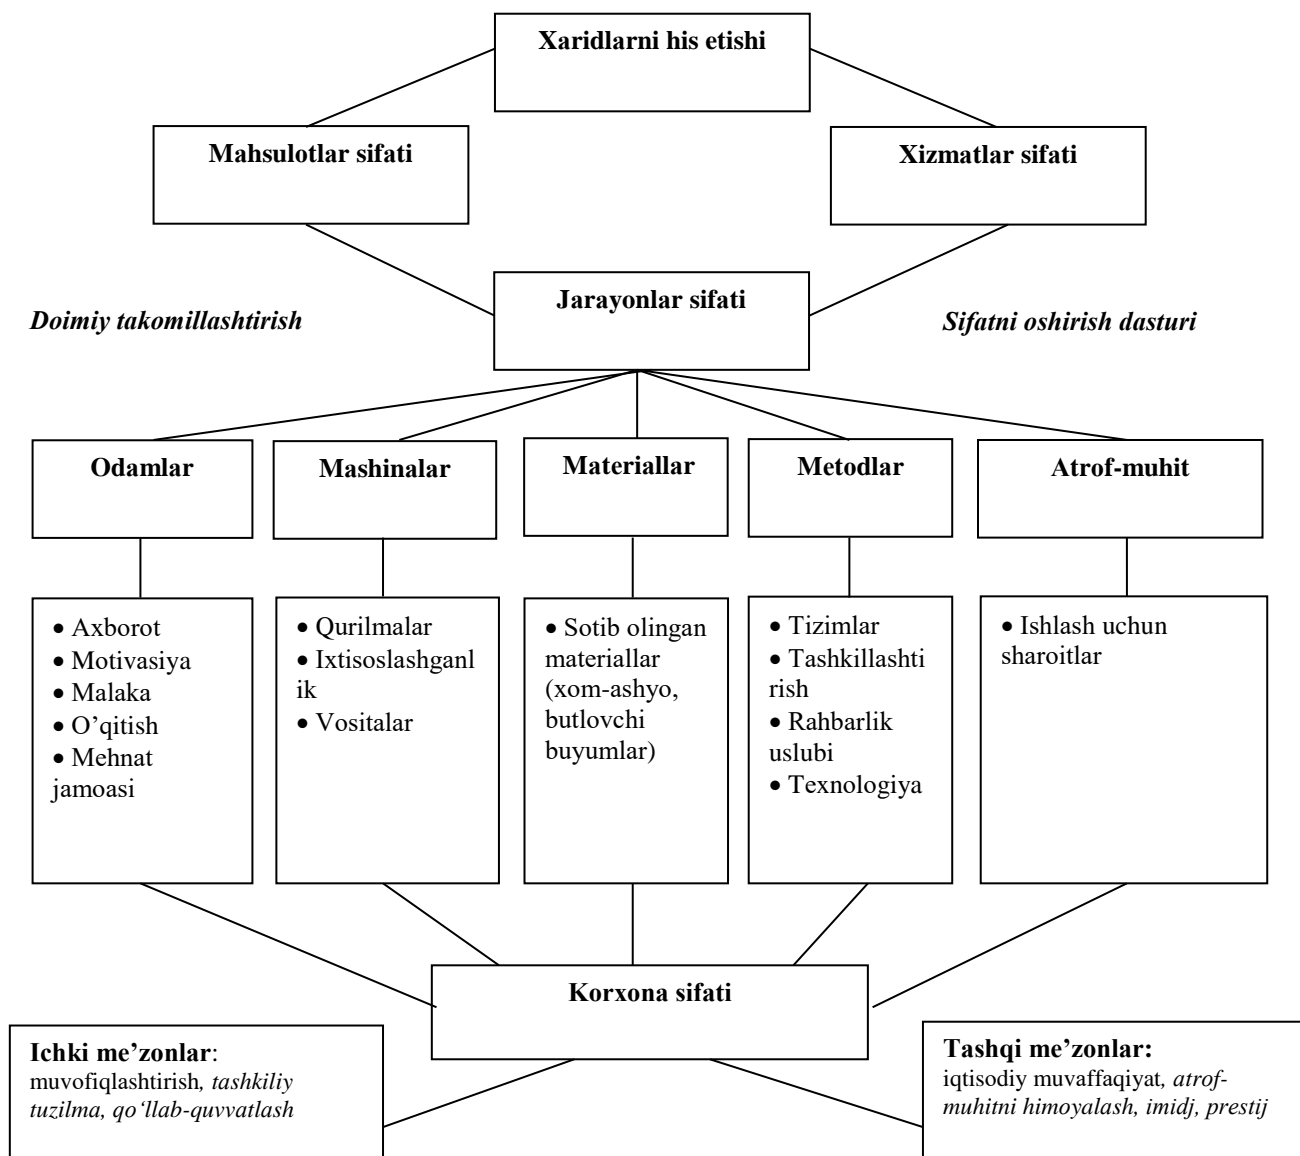 Xaridlarni his etishi
Mahsulotlar sifati
Xizmatlar sifati
Jarayonlar sifati
Doimiy takomillashtirish
Sifatni oshirish dasturi
Odamlar
Mashinalar
Materiallar
Metodlar
Atrof-muhit
• Axborot
• Motivasiya
• Malaka
• O’qitish
• Mehnat
jamoasi
• Qurilmalar
• Ixtisoslashganl
ik
• Vositalar
• Sotib olingan
materiallar
(xom-ashyo,
butlovchi
buyumlar)
• Tizimlar
• Tashkillashti
rish
• Rahbarlik
uslubi
• Texnologiya
• Ishlash uchun
sharoitlar
Korxona sifati
Ichki me’zonlar:
muvofiqlashtirish, tashkiliy
tuzilma, qo‘llab-quvvatlash
Tashqi me’zonlar:
iqtisodiy muvaffaqiyat, atrof-
muhitni himoyalash, imidj, prestij